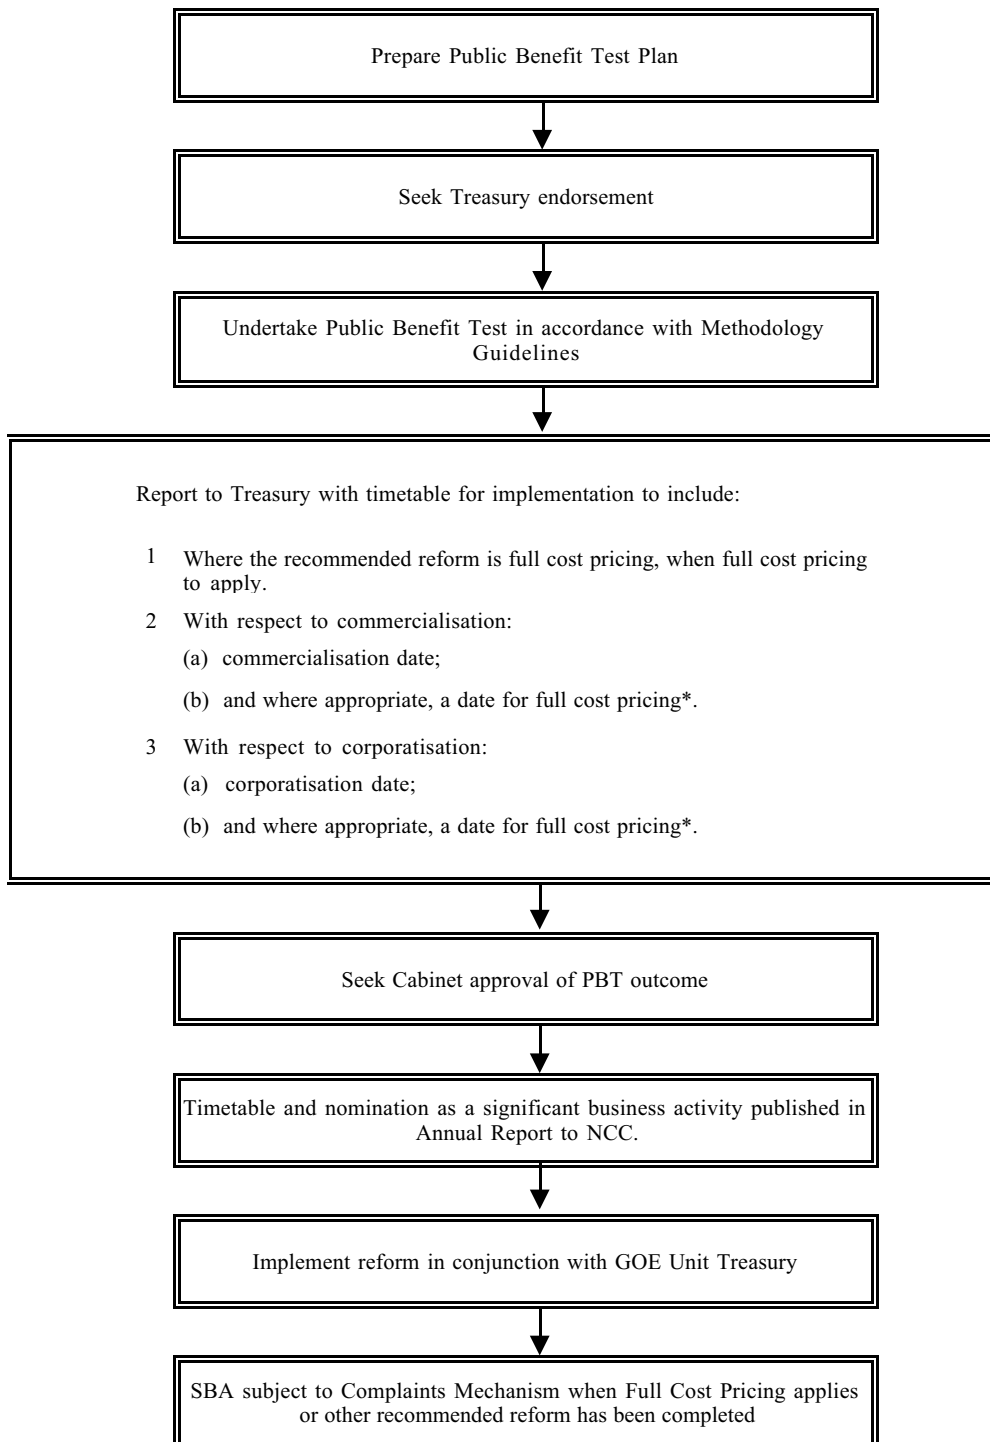 Prepare Public Benefit Test Plan
Seek Treasury endorsement
Undertake Public Benefit Test in accordance with Methodology
Guidelines
Report to Treasury with timetable for implementation to include:
1 Where the recommended reform is full cost pricing, when full cost pricing
to apply.
2 With respect to commercialisation:
(a) commercialisation date;
(b) and where appropriate, a date for full cost pricing*.
3 With respect to corporatisation:
(a) corporatisation date;
(b) and where appropriate, a date for full cost pricing*.
Seek Cabinet approval of PBT outcome
Timetable and nomination as a significant business activity published in
Annual Report to NCC.
Implement reform in conjunction with GOE Unit Treasury
SBA subject to Complaints Mechanism when Full Cost Pricing applies
or other recommended reform has been completed